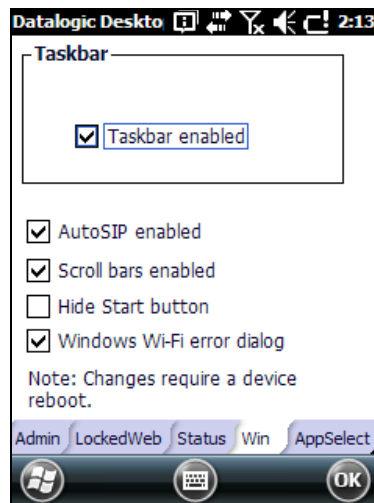 Datalogic Deskto 2:13
Taskbar
Taskbar enabled
AutoSIP enabled
Scroll bars enabled
Hide Start button
Windows Wi-Fi error dialog
Note: Changes require a device
reboot.
Admin LockedWeb Status Win AppSelect
OK